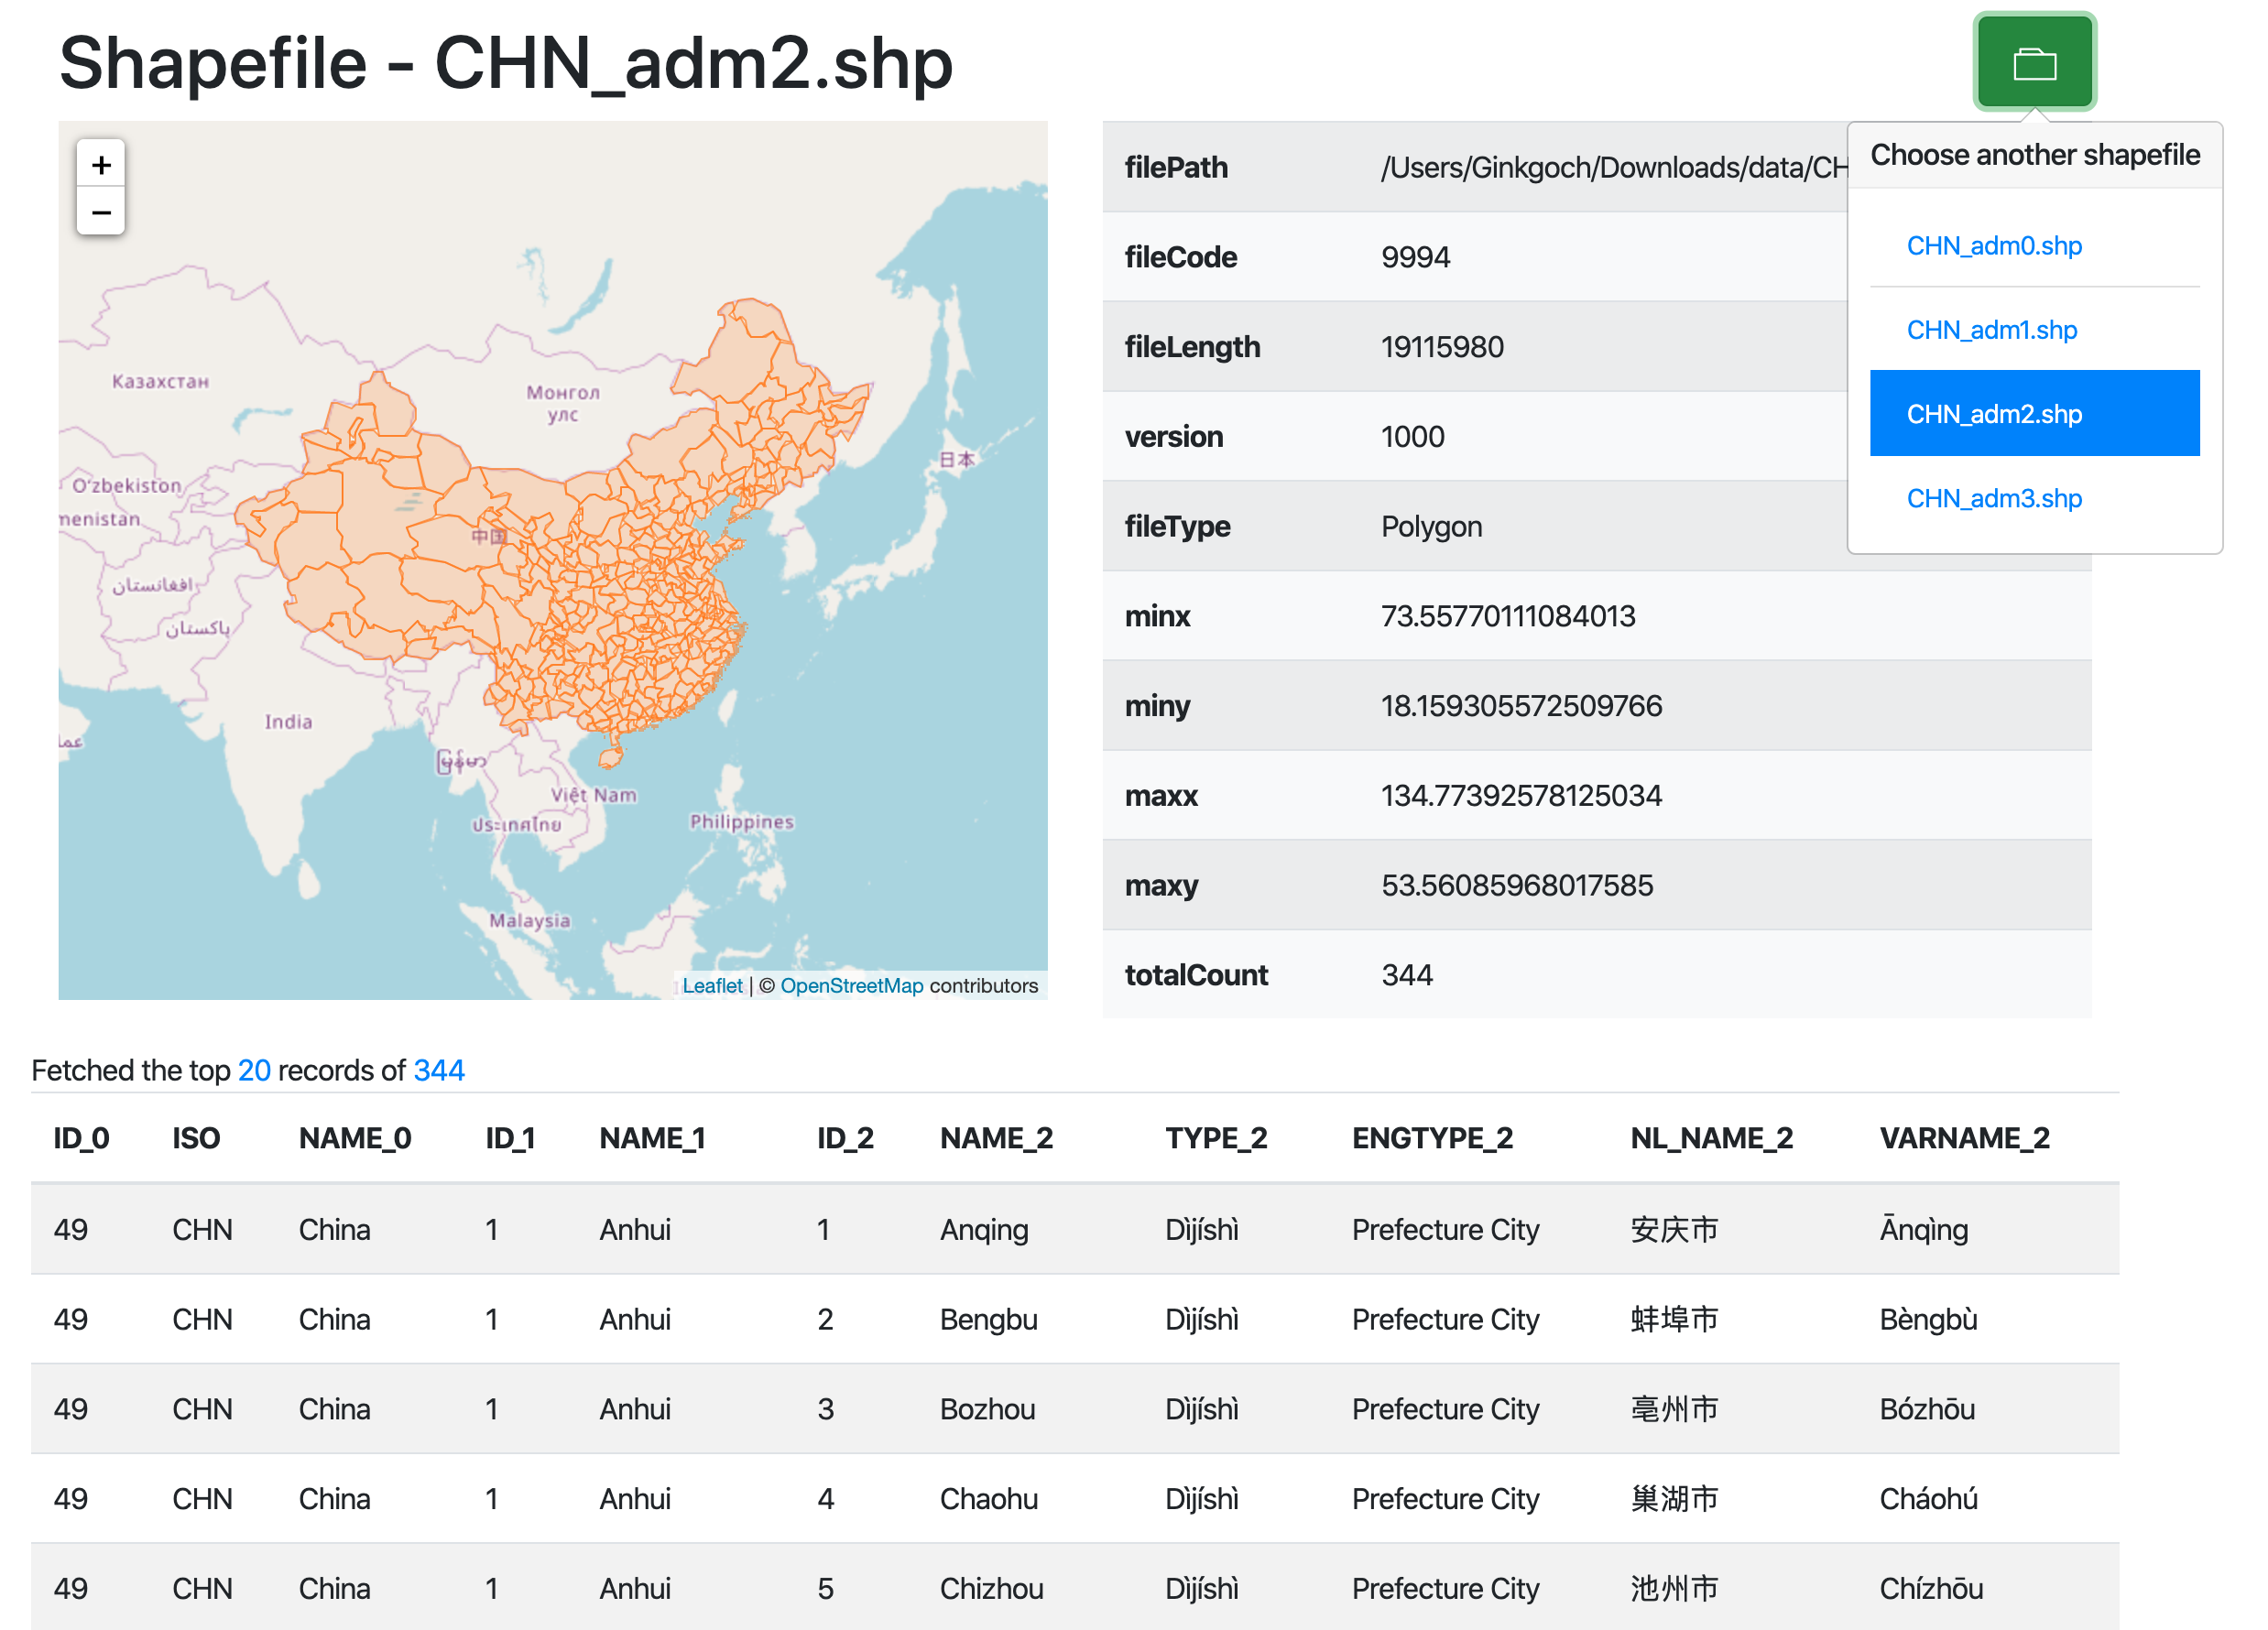 Shapefile - CHN_adm2.shp
+
−
Казахстан
Монгол
улс
O'zbekiston
menistan
افغانستان
پاکستان
中国
日本
India
မြန်မာ
Việt Nam
ประเทศไทย
Philippines
Malaysia
Leaflet | © OpenStreetMap contributors
filePath /Users/Ginkgoch/Downloads/data/CH
fileCode 9994
fileLength 19115980
version 1000
fileType Polygon
minx 73.55770111084013
miny 18.159305572509766
maxx 134.77392578125034
maxy 53.56085968017585
totalCount 344
Choose another shapefile
CHN_adm0.shp
CHN_adm1.shp
CHN_adm2.shp
CHN_adm3.shp
Fetched the top 20 records of 344
ID_0 ISO NAME_0 ID_1 NAME_1 ID_2 NAME_2 TYPE_2 ENGTYPE_2 NL_NAME_2 VARNAME_2
49 CHN China 1 Anhui 1 Anqing Dìjíshì Prefecture City 安庆市 Ānqìng
49 CHN China 1 Anhui 2 Bengbu Dìjíshì Prefecture City 蚌埠市 Bèngbù
49 CHN China 1 Anhui 3 Bozhou Dìjíshì Prefecture City 亳州市 Bózhōu
49 CHN China 1 Anhui 4 Chaohu Dìjíshì Prefecture City 巢湖市 Cháohú
49 CHN China 1 Anhui 5 Chizhou Dìjíshì Prefecture City 池州市 Chízhōu